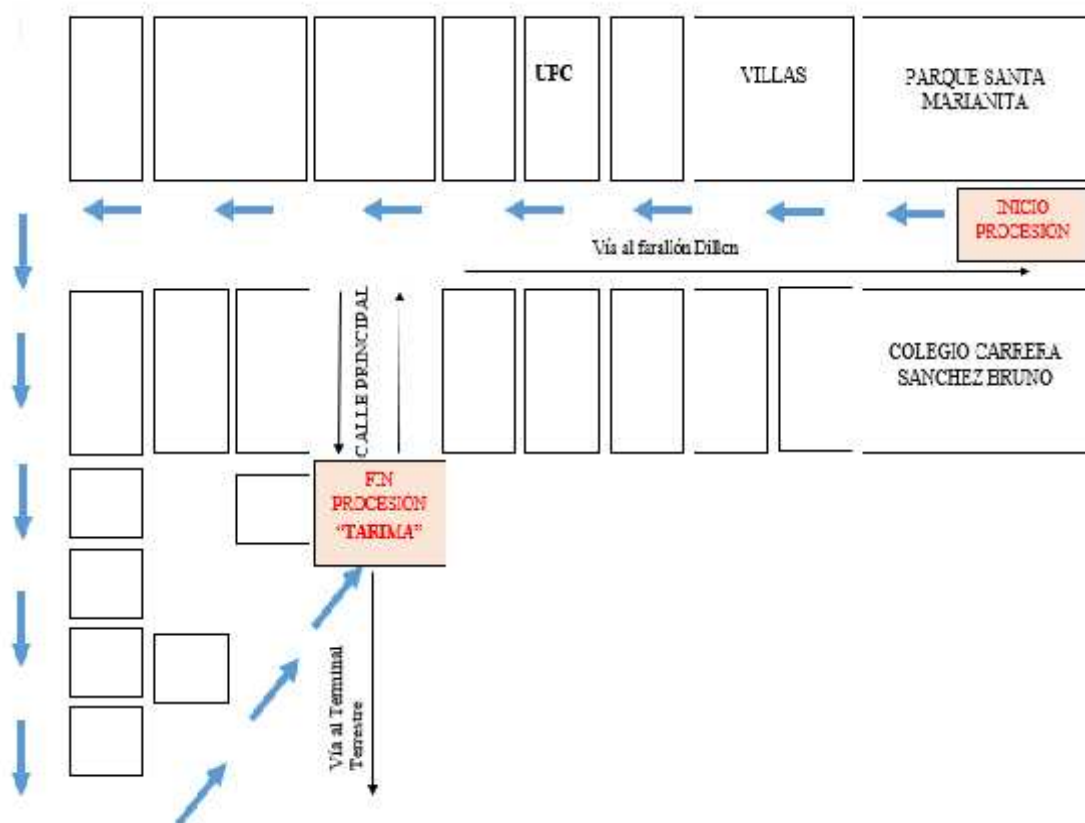 UPC
VILLAS
PARQUE SANTA
MARIANITA
INICIO
PROCESIÓN
Vía al farallón Dillon
CALLE PRINCIPAL
COLEGIO CARRERA
SANCHEZ BRUNO
FIN
PROCESIÓN
“TARIMA”
Vía al Terminal
Terrestre